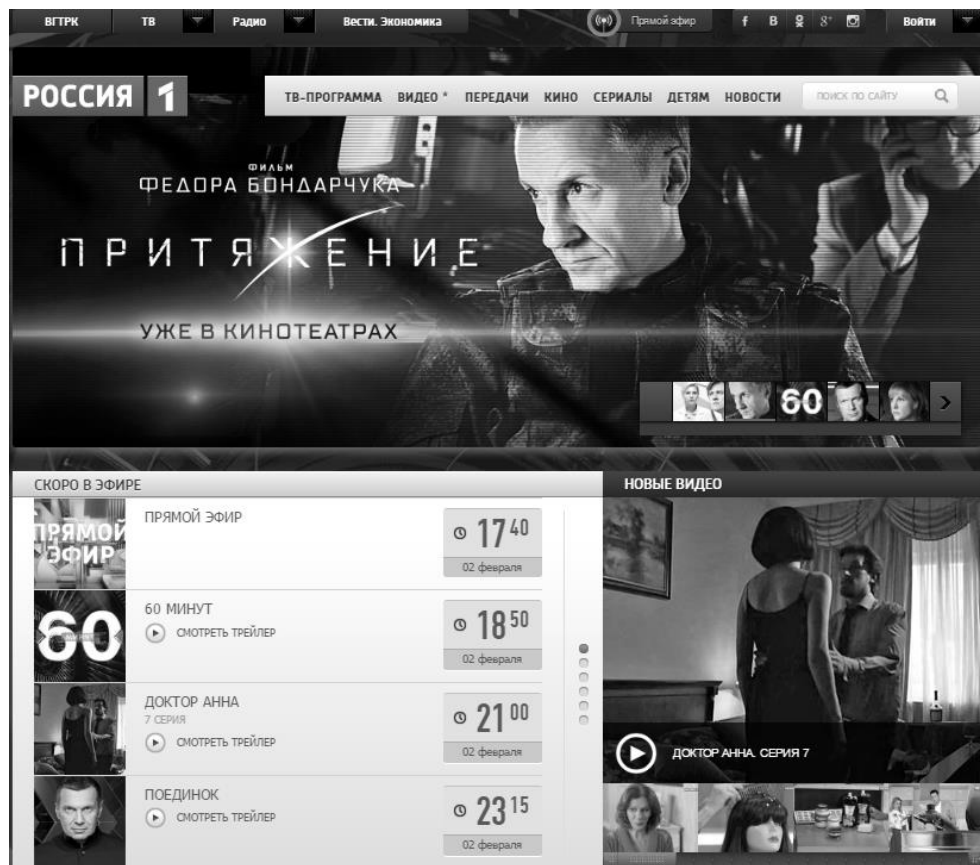 ВГТРК
ТВ
Радио
Вести. Экономика
Прямой эфир
f
B
8+
Войти
РОССИЯ 1
ТВ-ПРОГРАММА ВИДЕО ПЕРЕДАЧИ КИНО СЕРИАЛЫ ДЕТЯМ НОВОСТИ
ПОИСК ПО САЙТУ
ФИЛЬМ
ФЕДОРА БОНДАРЧУКА
ПРИТЯЖЕНИЕ
УЖЕ В КИНОТЕАТРАХ
60
СКОРО В ЭФИРЕ
ПРЯМОЙ
ЭФИР
ПРЯМОЙ ЭФИР
17 40
02 февраля
60
60 МИНУТ
СМОТРЕТЬ ТРЕЙЛЕР
18 50
02 февраля
ДОКТОР АННА
7 СЕРИЯ
СМОТРЕТЬ ТРЕЙЛЕР
21 00
02 февраля
ПОЕДИНОК
СМОТРЕТЬ ТРЕЙЛЕР
23 15
02 февраля
НОВЫЕ ВИДЕО
ДОКТОР АННА. СЕРИЯ 7